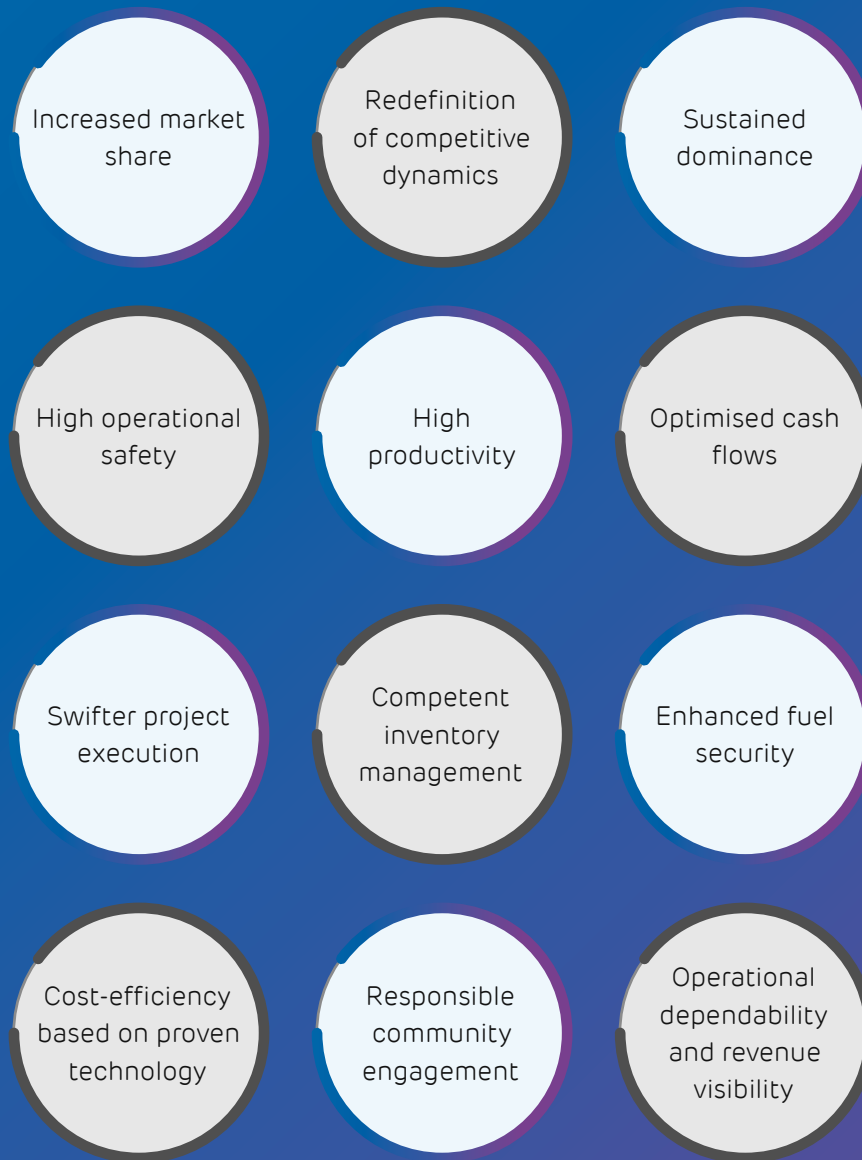 Increased market
share
Redefinition
of competitive
dynamics
Sustained
dominance
High operational
safety
High
productivity
Optimised cash
flows
Swifter project
execution
Competent
inventory
management
Enhanced fuel
security
Cost-efficiency
based on proven
technology
Responsible
community
engagement
Operational
dependability
and revenue
visibility